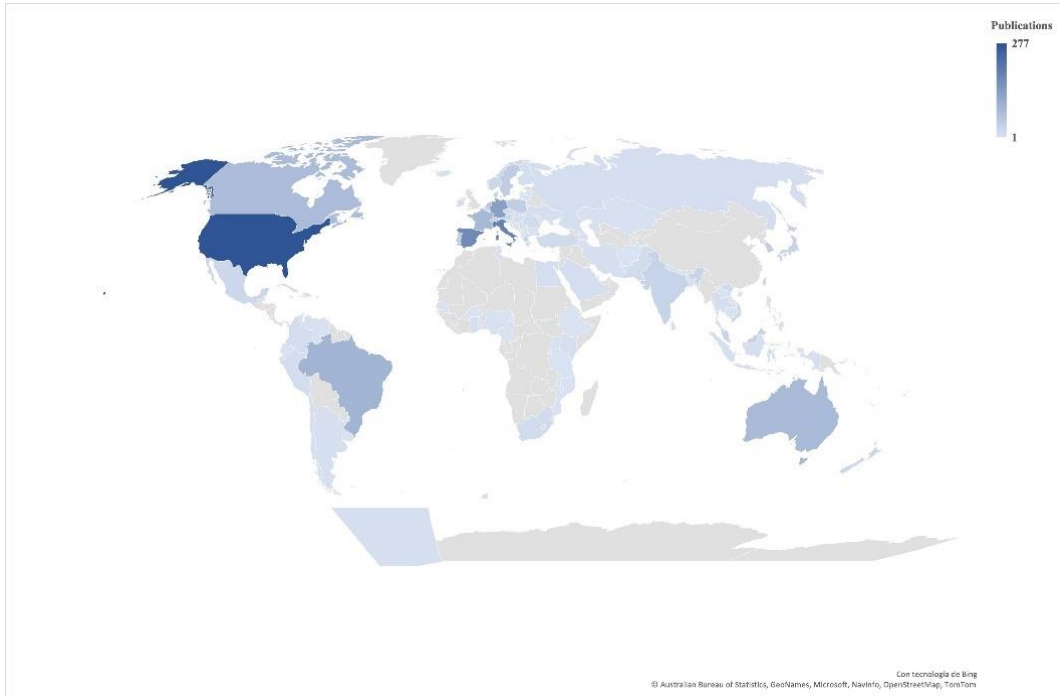 Publications
277
1
Con tecnología de Bing
© Australian Bureau of Statistics, GeoNames, Microsoft, Navinfo, OpenStreetMap, TomTom